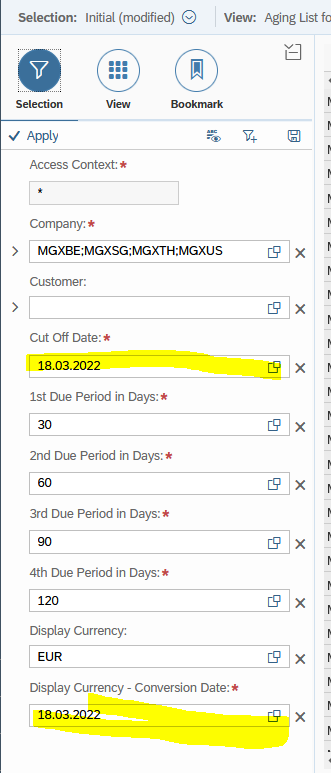 Selection: Initial (modified) View: Aging List fo
Selection View Bookmark
Apply
Access Context:*
*
Company:*
MGXBE;MGXSG;MGXTH;MGXUS
Customer:
Cut Off Date:*
18.03.2022
1st Due Period in Days:*
30
2nd Due Period in Days:*
60
3rd Due Period in Days:*
90
4th Due Period in Days:*
120
Display Currency:
EUR
Display Currency - Conversion Date:*
18.03.2022